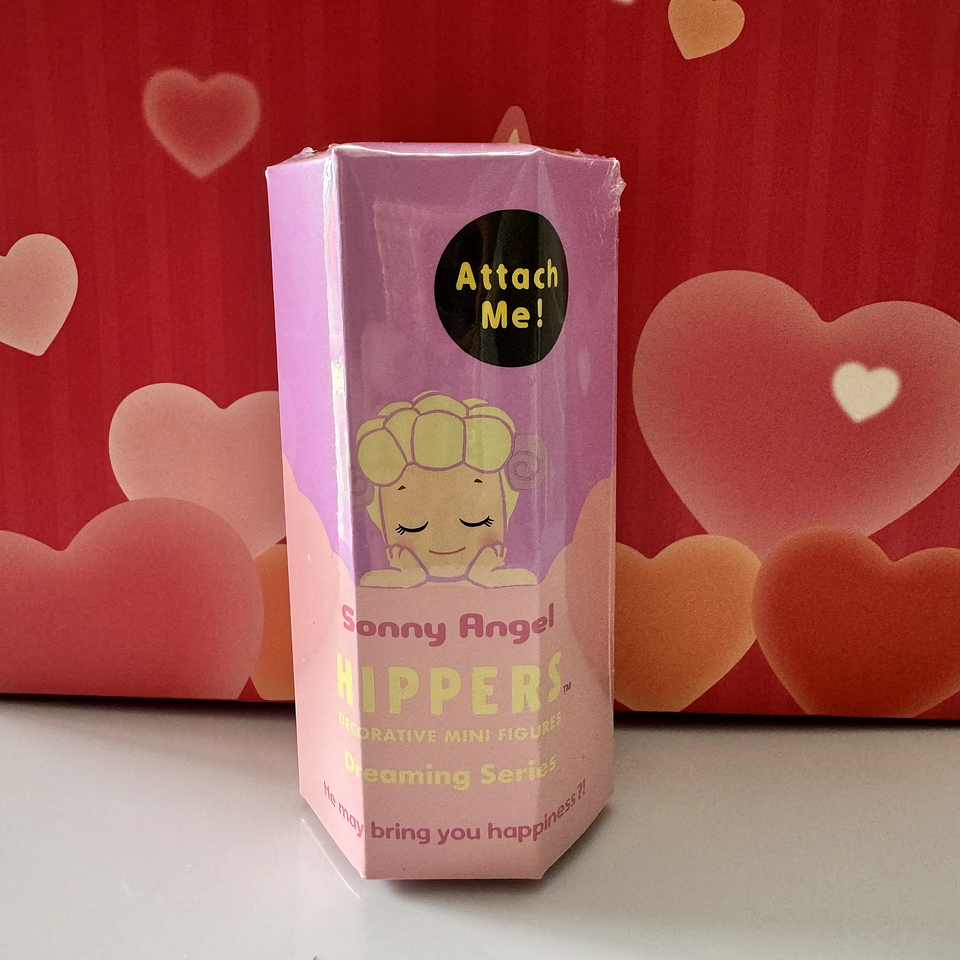 Attach
Me!
Sonny Angel
HIPPERS™
DECORATIVE MINI FIGURES
Dreaming Series
He may bring you happiness?!